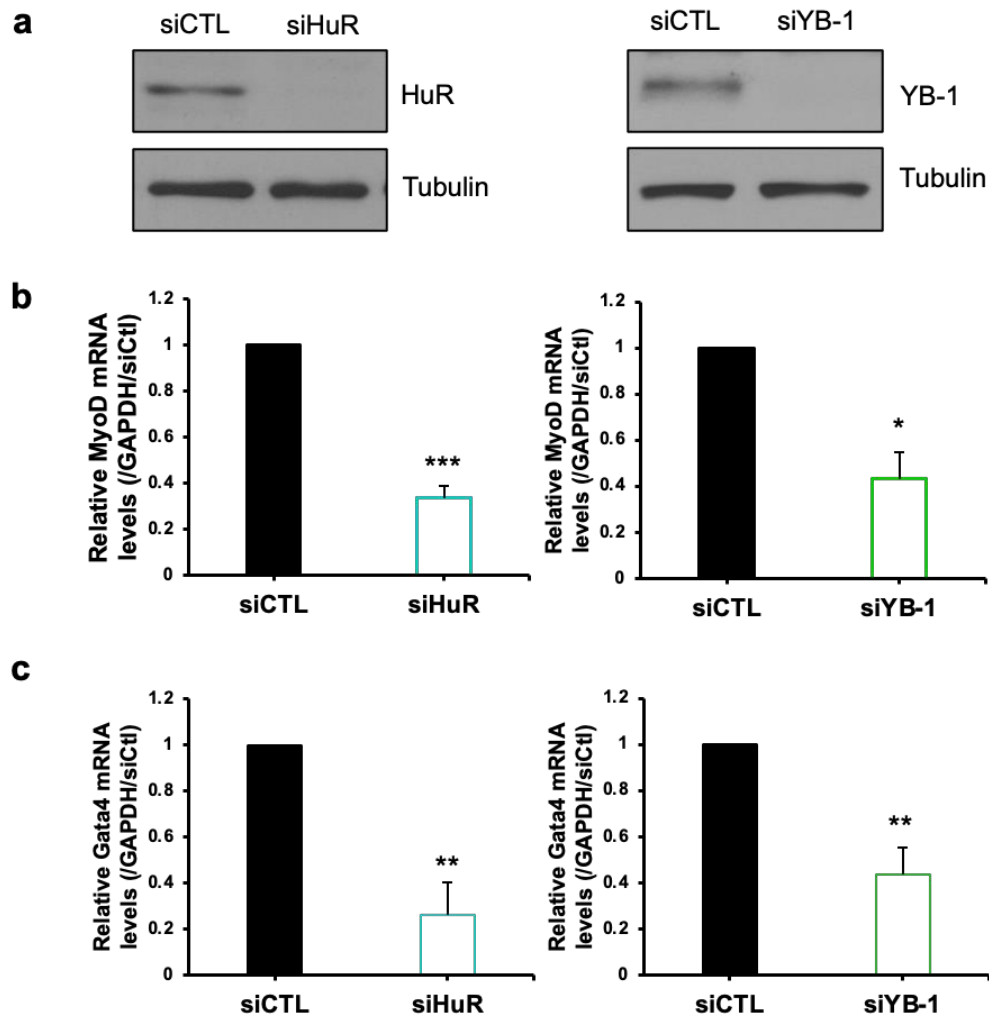 a
siCTL siHuR
HuR
Tubulin
siCTL siYB-1
YB-1
Tubulin
b
Relative MyoD mRNA
levels (/GAPDH/siCtl)
1.2
1
0.8
0.6
0.4
0.2
0
***
siCTL siHuR
Relative MyoD mRNA
levels (/GAPDH/siCtl)
1.2
1
0.8
0.6
0.4
0.2
0
*
siCTL siYB-1
c
Relative Gata4 mRNA
levels (/GAPDH/siCtl)
1.2
1
0.8
0.6
0.4
0.2
0
**
siCTL siHuR
Relative Gata4 mRNA
levels (/GAPDH/siCtl)
1.2
1
0.8
0.6
0.4
0.2
0
**
siCTL siYB-1